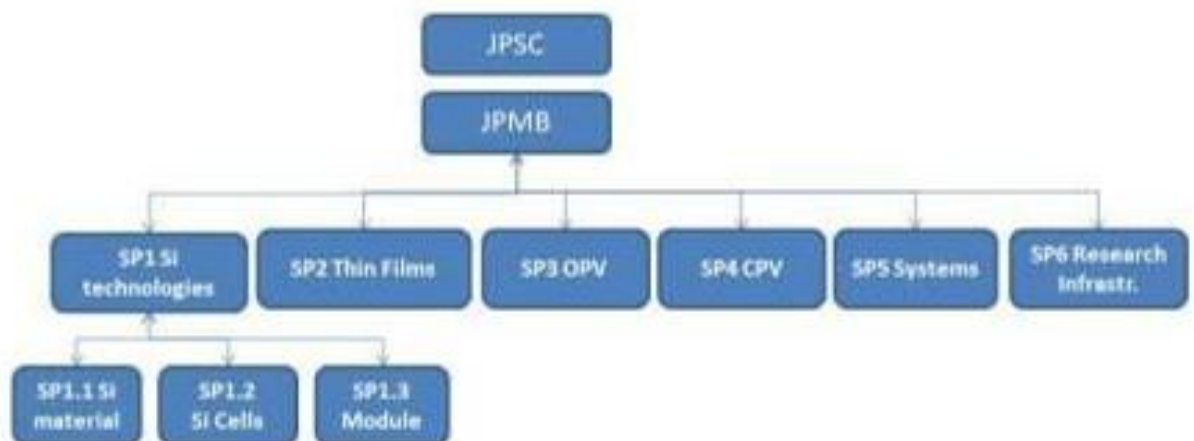 JPSC
JPMB
SP1 Si
technologies
SP2 Thin Films
SP3 OPV
SP4 CPV
SP5 Systems
SP6 Research
Infrastr.
SP1.1 Si
material
SP1.2
Si Cells
SP1.3
Module